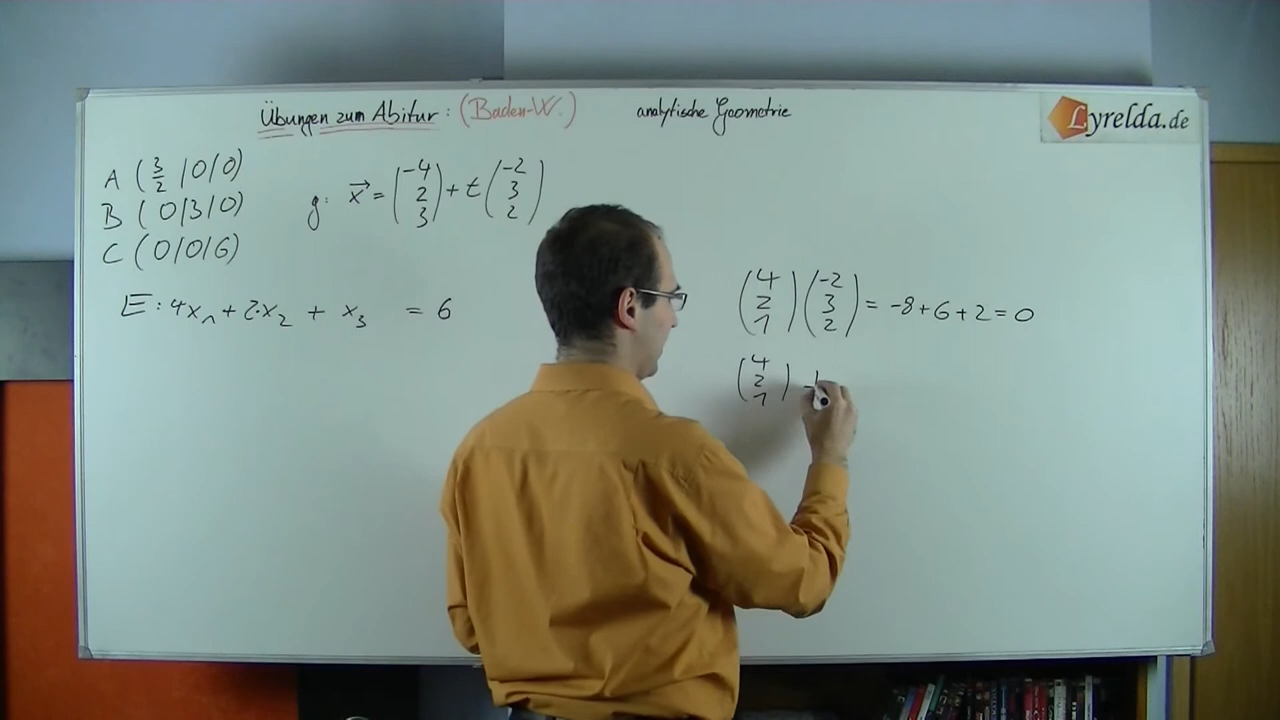 Übungen zum Abitur: (Baden-W.) analytische Geometrie
Lyrelda.de
A (3/2 |0|0)
B (0|3|0)
C (0|0|6)
g: x⃗ = (-4 2 3) + t (-2 3 2)
E: 4x₁ + 2·x₂ + x₃ = 6
(4 2 1) (-2 3 2) = -8+6+2=0
(4 2 1) ⊥